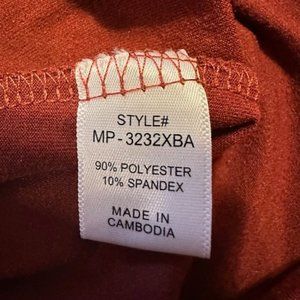 STYLE#
MP-3232XBA
90% POLYESTER
10% SPANDEX
MADE IN
CAMBODIA